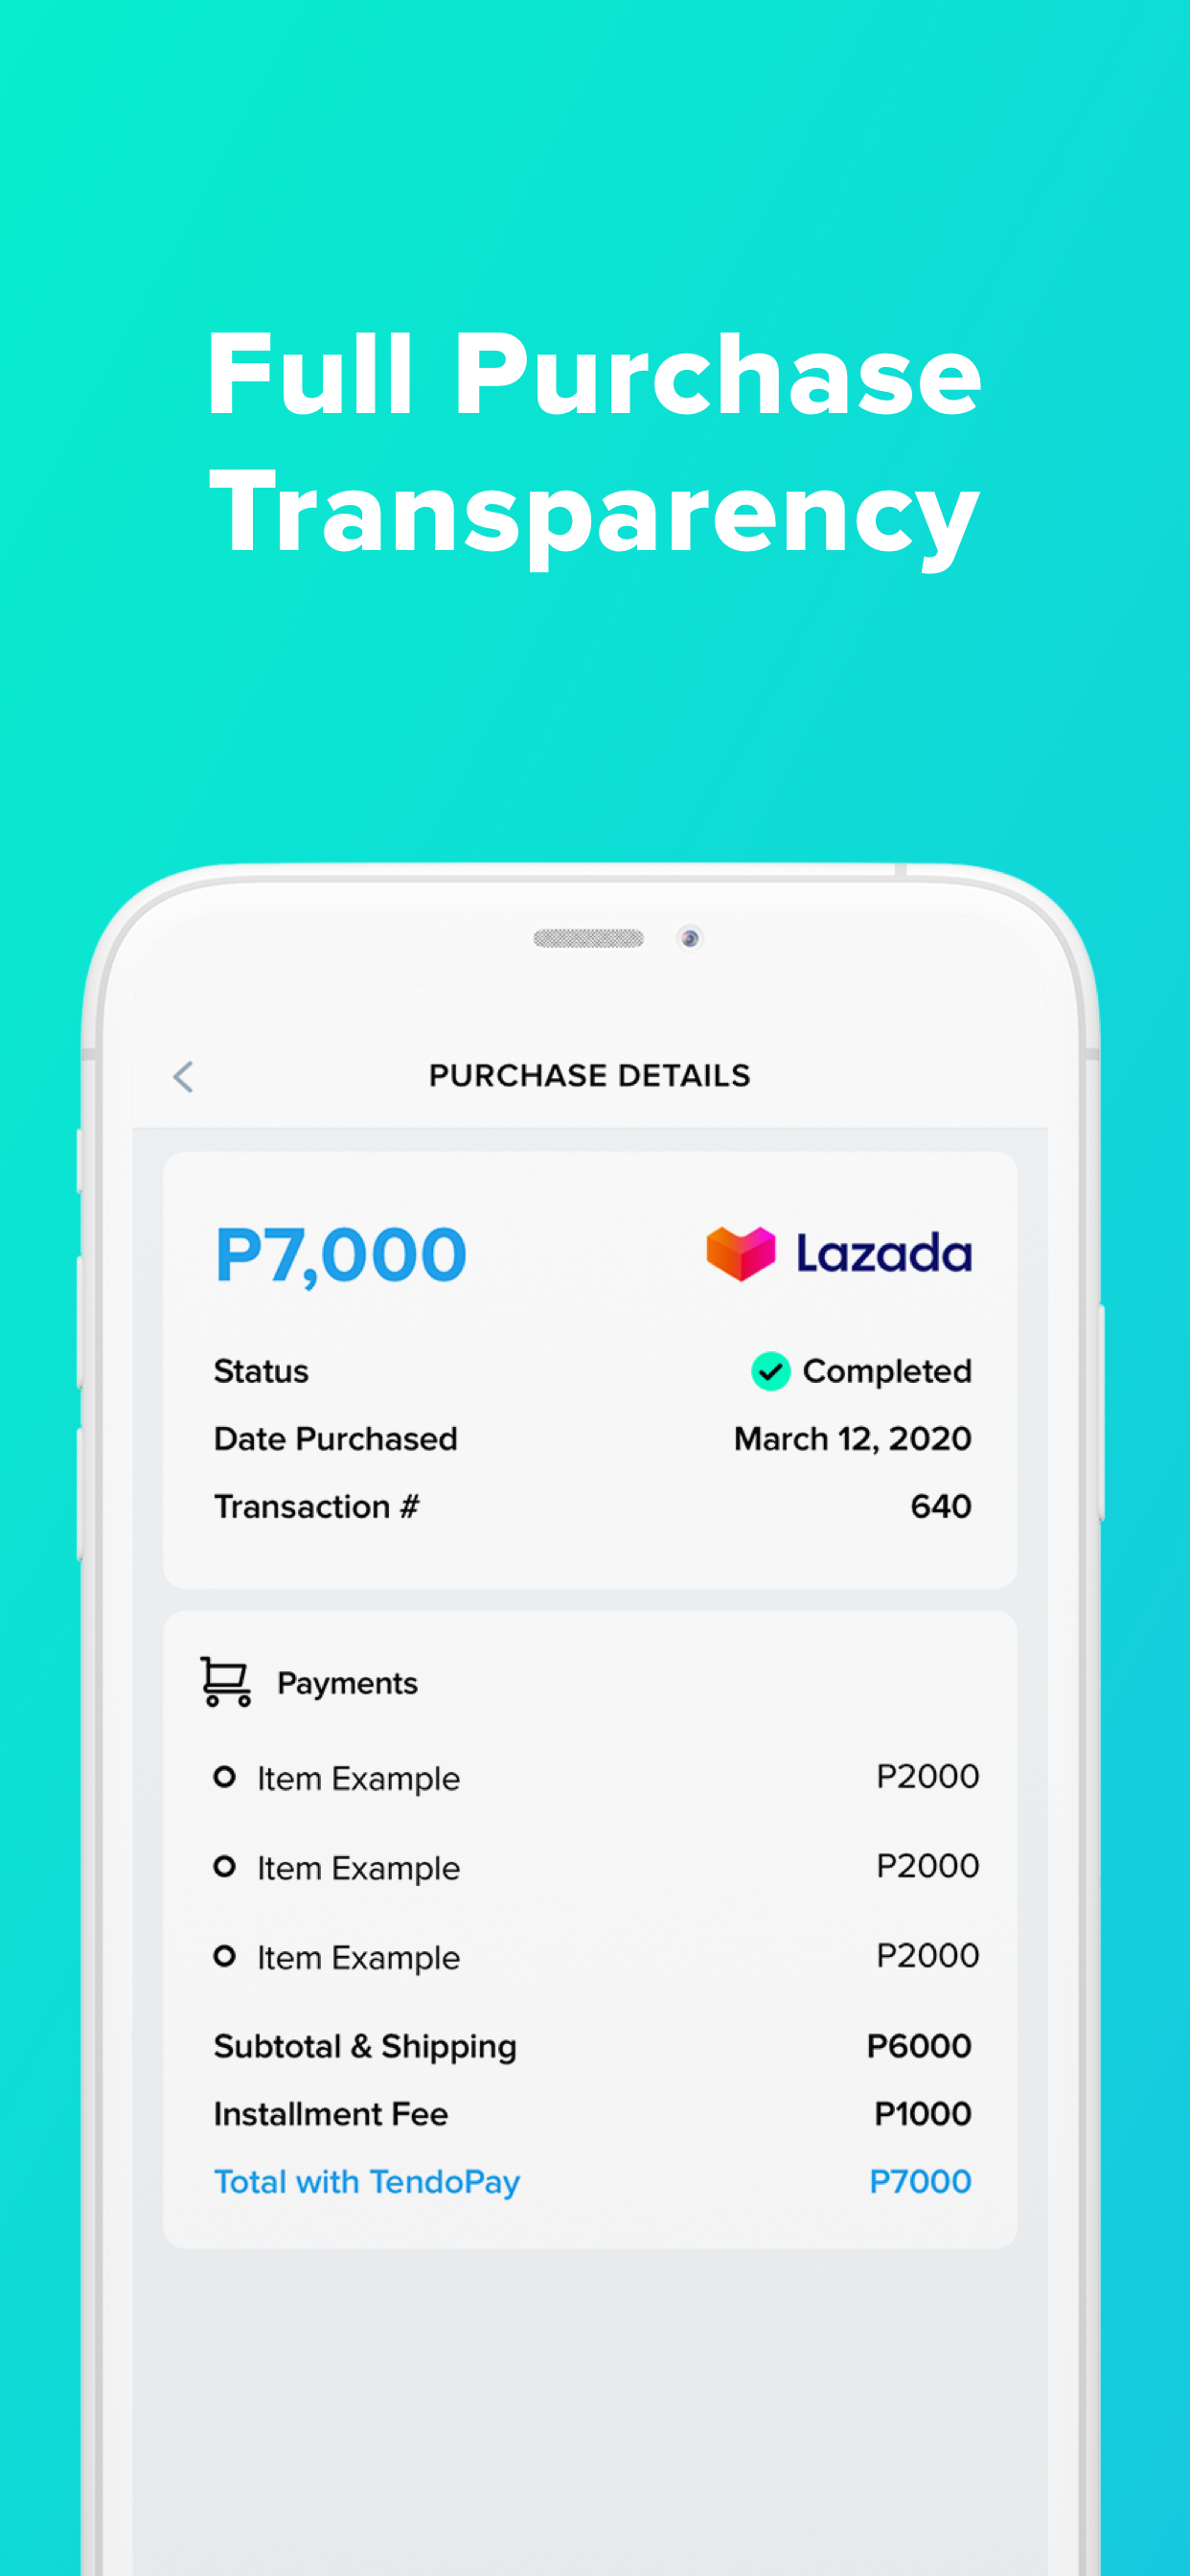 Full Purchase
Transparency
PURCHASE DETAILS
P7,000 Lazada
Status Completed
Date Purchased March 12, 2020
Transaction # 640
Payments
Item Example P2000
Item Example P2000
Item Example P2000
Subtotal & Shipping P6000
Installment Fee P1000
Total with TendoPay P7000